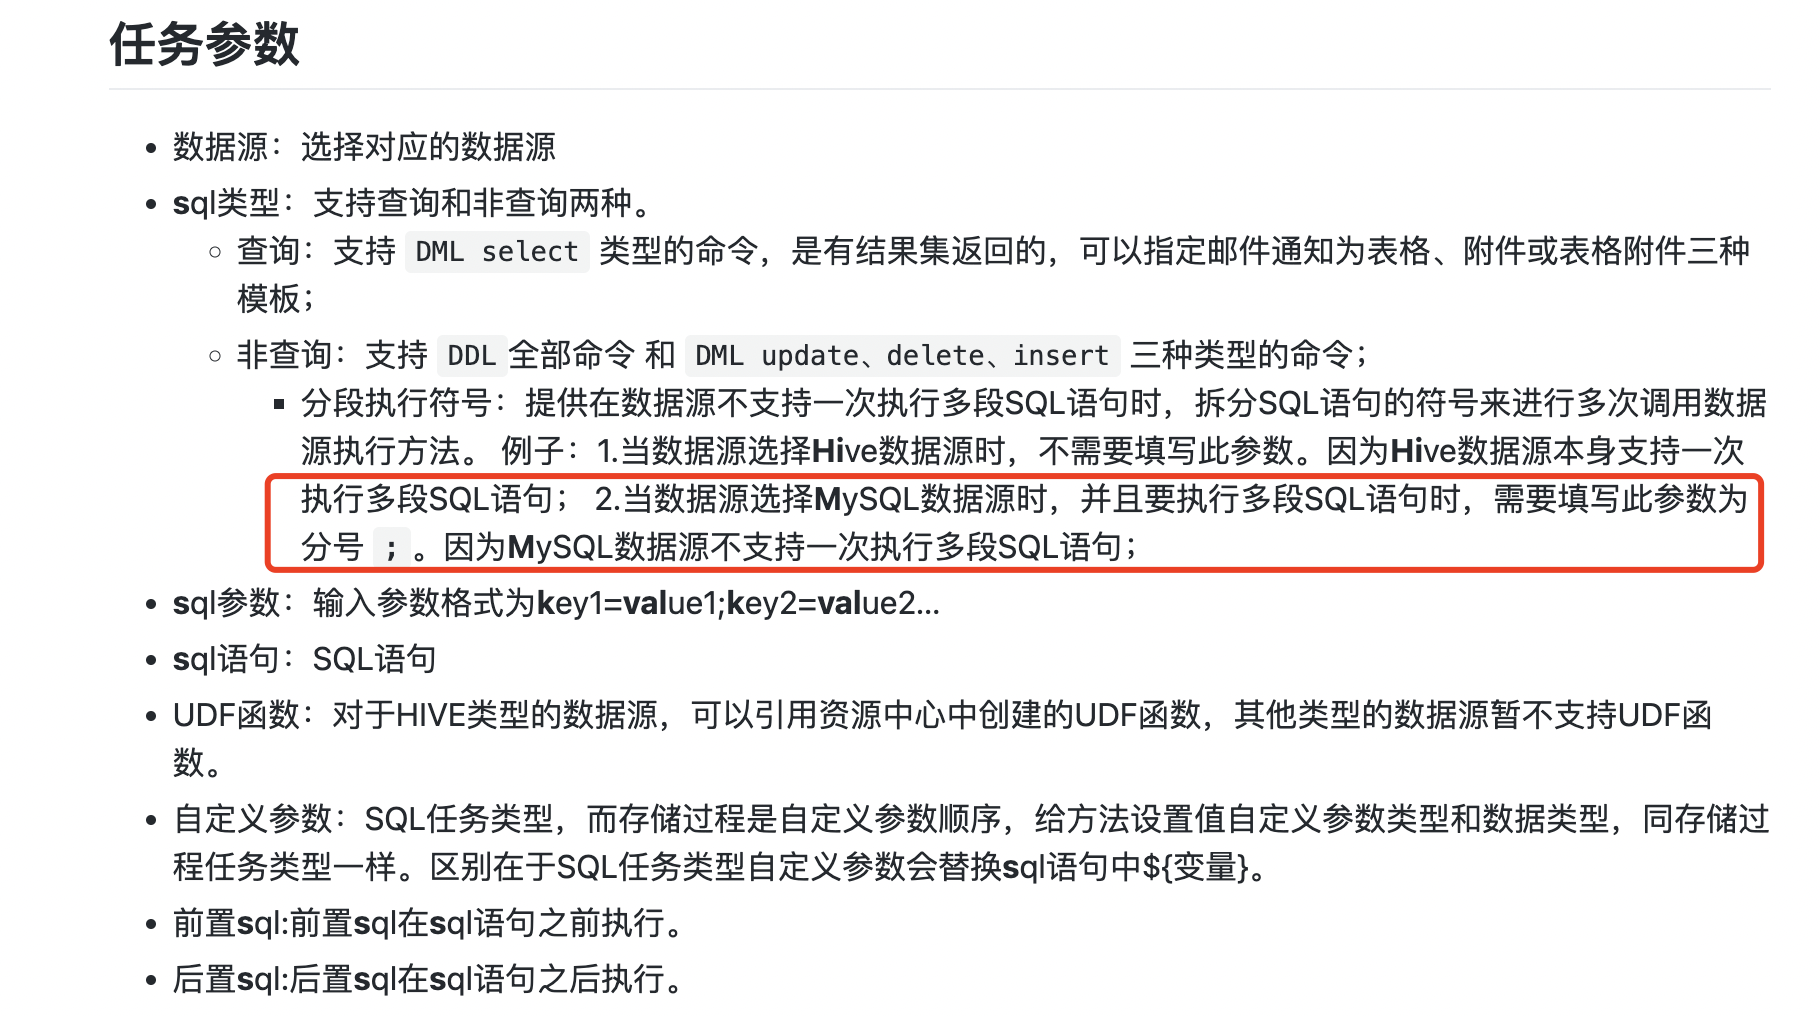 任务参数
数据源：选择对应的数据源
sql类型：支持查询和非查询两种。
查询：支持 DML select 类型的命令，是有结果集返回的，可以指定邮件通知为表格、附件或表格附件三种
模板；
非查询：支持 DDL 全部命令 和 DML update、delete、insert 三种类型的命令；
分段执行符号：提供在数据源不支持一次执行多段SQL语句时，拆分SQL语句的符号来进行多次调用数据
源执行方法。 例子：1.当数据源选择Hive数据源时，不需要填写此参数。因为Hive数据源本身支持一次
执行多段SQL语句； 2.当数据源选择MySQL数据源时，并且要执行多段SQL语句时，需要填写此参数为
分号 ; 。因为MySQL数据源不支持一次执行多段SQL语句；
sql参数：输入参数格式为key1=value1;key2=value2...
sql语句：SQL语句
UDF函数：对于HIVE类型的数据源，可以引用资源中心中创建的UDF函数，其他类型的数据源暂不支持UDF函
数。
自定义参数：SQL任务类型，而存储过程是自定义参数顺序，给方法设置值自定义参数类型和数据类型，同存储过
程任务类型一样。区别在于SQL任务类型自定义参数会替换sql语句中${变量}。
前置sql:前置sql在sql语句之前执行。
后置sql:后置sql在sql语句之后执行。